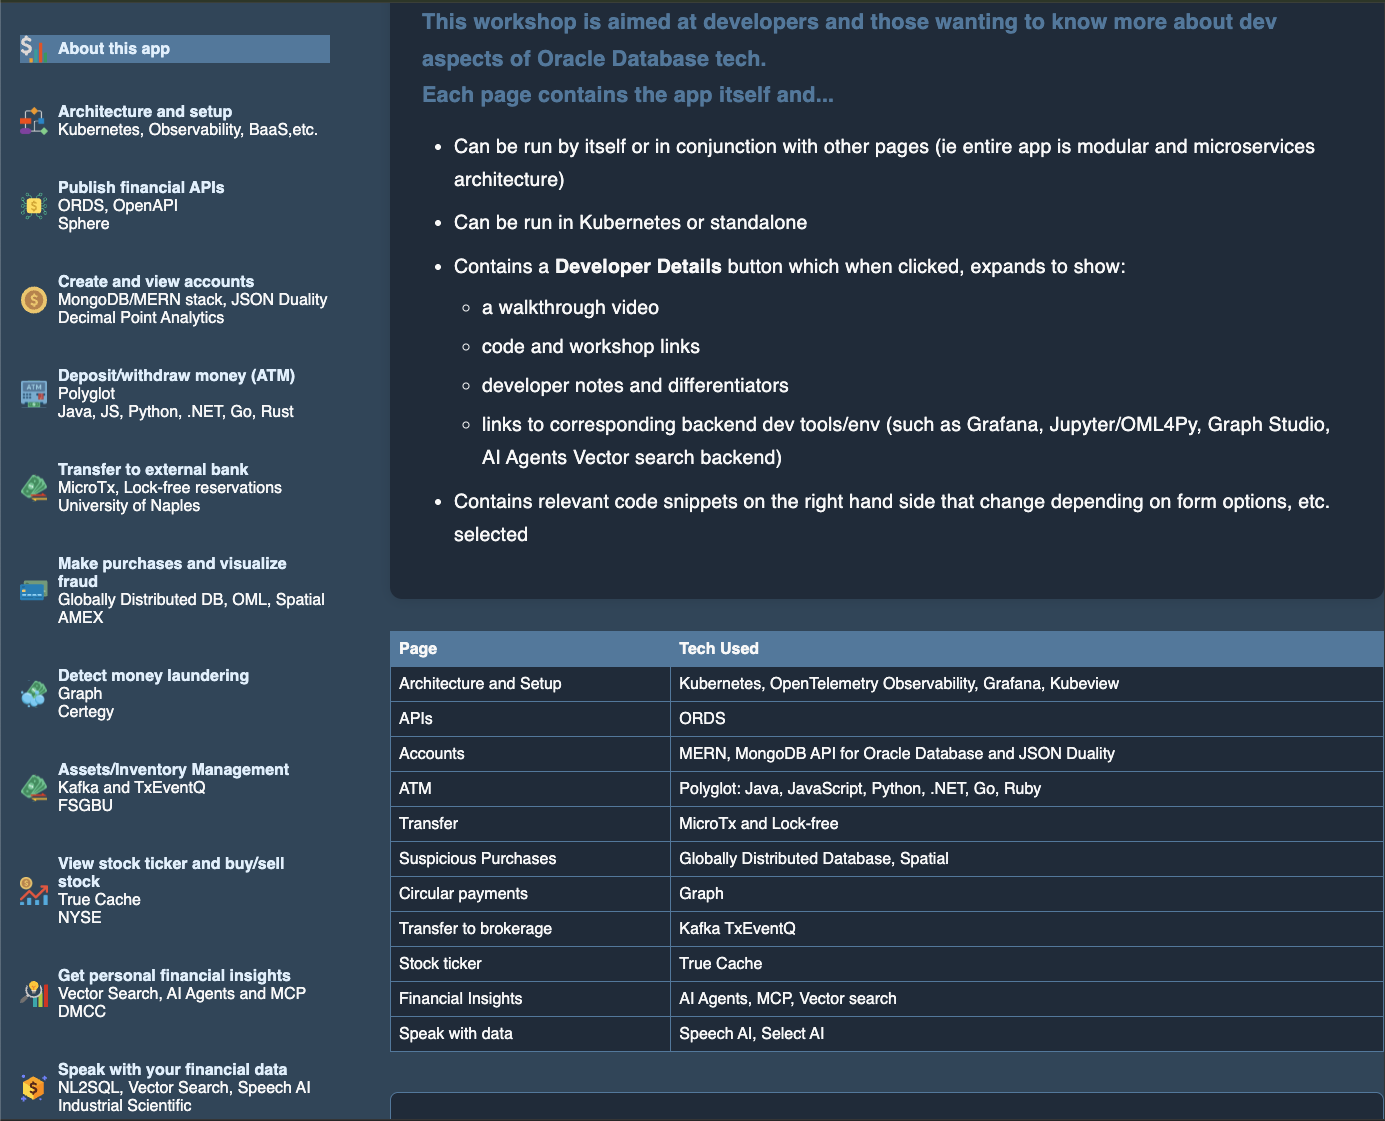 About this app
Architecture and setup
Kubernetes, Observability, BaaS,etc.
Publish financial APIs
ORDS, OpenAPI
Sphere
Create and view accounts
MongoDB/MERN stack, JSON Duality
Decimal Point Analytics
Deposit/withdraw money (ATM)
Polyglot
Java, JS, Python, .NET, Go, Rust
Transfer to external bank
MicroTx, Lock-free reservations
University of Naples
Make purchases and visualize
fraud
Globally Distributed DB, OML, Spatial
AMEX
Detect money laundering
Graph
Certegy
Assets/Inventory Management
Kafka and TxEventQ
FSGBU
View stock ticker and buy/sell
stock
True Cache
NYSE
Get personal financial insights
Vector Search, AI Agents and MCP
DMCC
Speak with your financial data
NL2SQL, Vector Search, Speech AI
Industrial Scientific
This workshop is aimed at developers and those wanting to know more about dev
aspects of Oracle Database tech.
Each page contains the app itself and...
• Can be run by itself or in conjunction with other pages (ie entire app is modular and microservices
architecture)
• Can be run in Kubernetes or standalone
• Contains a Developer Details button which when clicked, expands to show:
◦ a walkthrough video
◦ code and workshop links
◦ developer notes and differentiators
◦ links to corresponding backend dev tools/env (such as Grafana, Jupyter/OML4Py, Graph Studio,
AI Agents Vector search backend)
• Contains relevant code snippets on the right hand side that change depending on form options, etc.
selected
Page Tech Used
Architecture and Setup Kubernetes, OpenTelemetry Observability, Grafana, Kubeview
APIs ORDS
Accounts MERN, MongoDB API for Oracle Database and JSON Duality
ATM Polyglot: Java, JavaScript, Python, .NET, Go, Ruby
Transfer MicroTx and Lock-free
Suspicious Purchases Globally Distributed Database, Spatial
Circular payments Graph
Transfer to brokerage Kafka TxEventQ
Stock ticker True Cache
Financial Insights AI Agents, MCP, Vector search
Speak with data Speech AI, Select AI